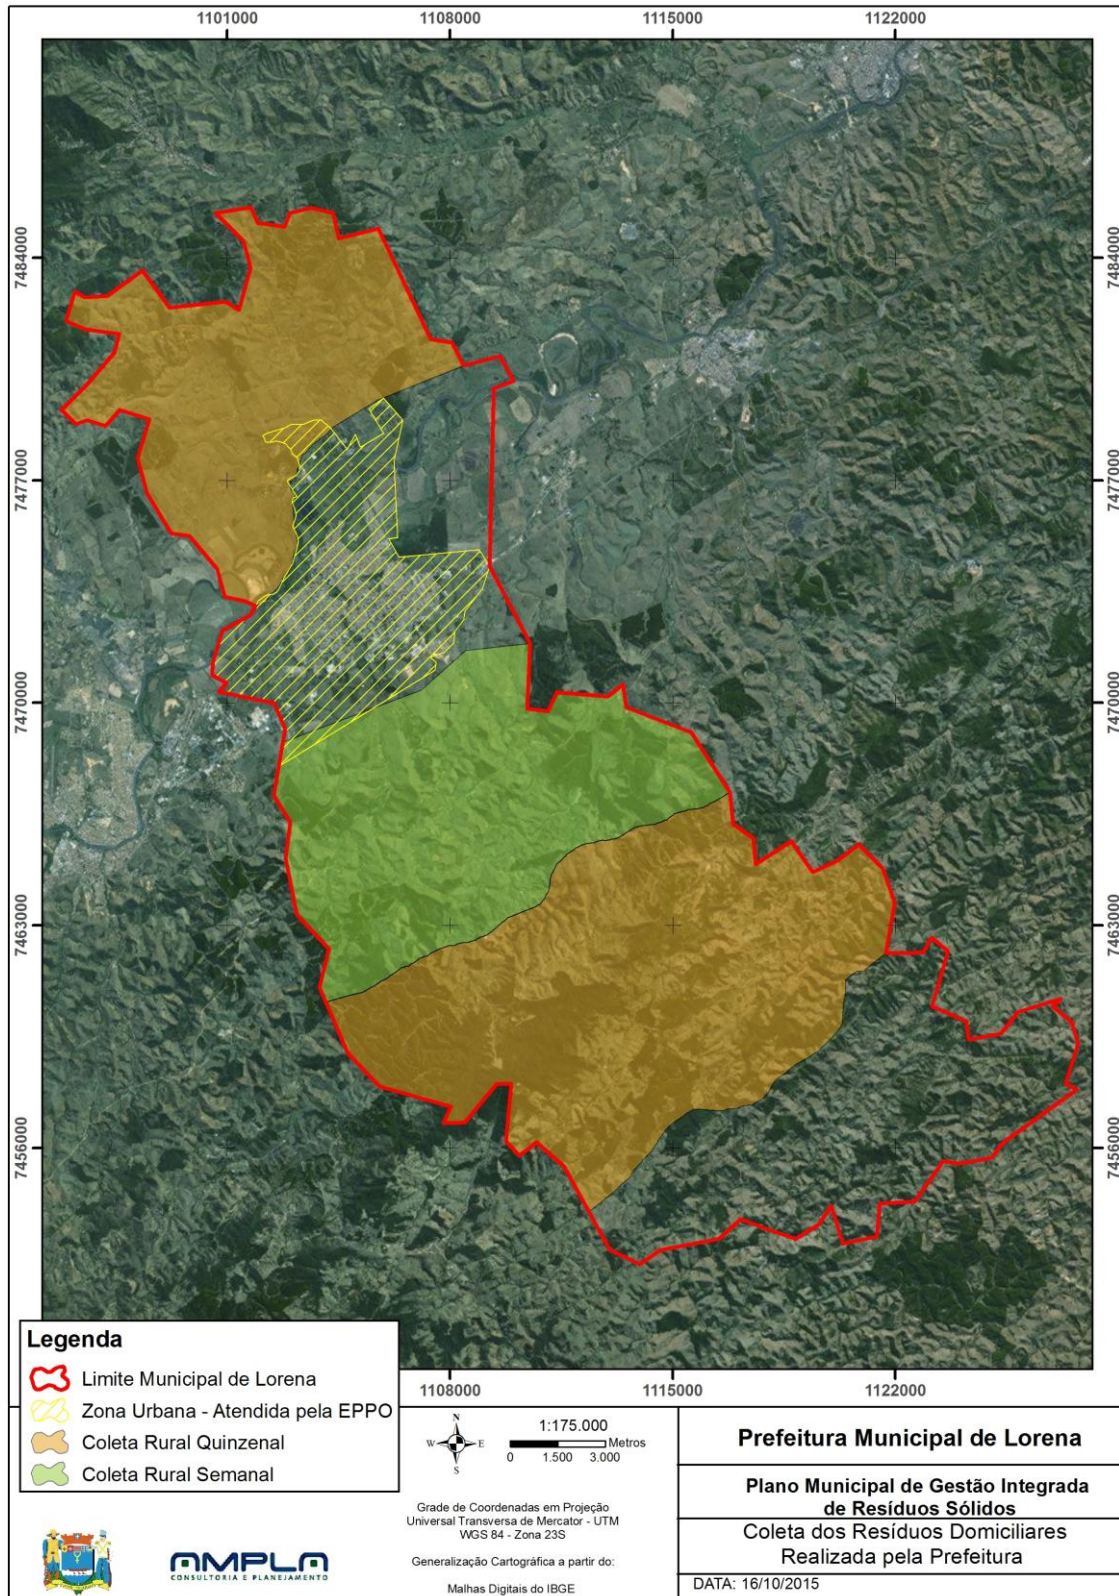 1101000 1108000 1115000 1122000
7484000 7484000
7477000 7477000
7470000 7470000
7463000 7463000
7456000 7456000
1108000 1115000 1122000
Legenda
Limite Municipal de Lorena
Zona Urbana - Atendida pela EPPO
Coleta Rural Quinzenal
Coleta Rural Semanal
AMPLA
CONSULTORIA E PLANEJAMENTO
N
W E
S
1:175.000
Metros
0 1.500 3.000
Grade de Coordenadas em Projeção
Universal Transversa de Mercator - UTM
WGS 84 - Zona 23S
Generalização Cartográfica a partir do:
Malhas Digitais do IBGE
Prefeitura Municipal de Lorena
Plano Municipal de Gestão Integrada
de Resíduos Sólidos
Coleta dos Resíduos Domiciliares
Realizada pela Prefeitura
DATA: 16/10/2015